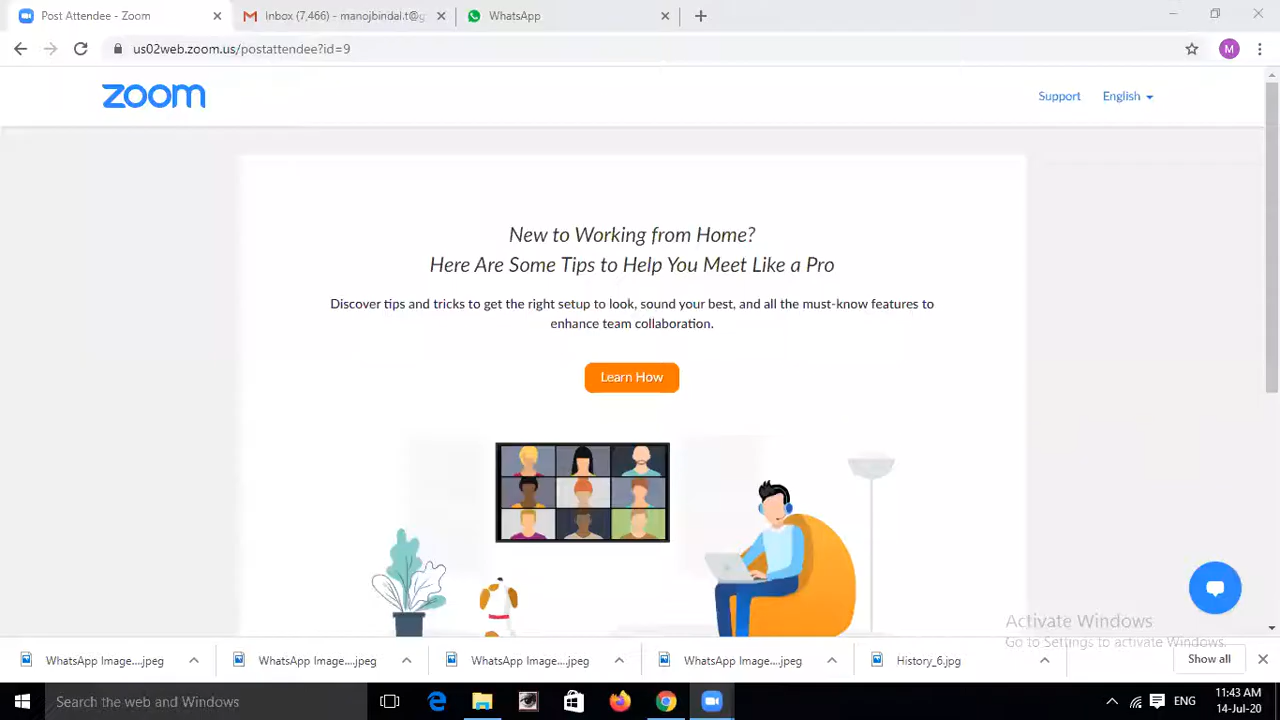 Post Attendee - Zoom
Inbox (7,466) - manojbindal.t@g
WhatsApp
us02web.zoom.us/postattendee?id=9
M
zoom
Support
English
New to Working from Home?
Here Are Some Tips to Help You Meet Like a Pro
Discover tips and tricks to get the right setup to look, sound your best, and all the must-know features to
enhance team collaboration.
Learn How
Activate Windows
Go to Settings to activate Windows.
WhatsApp Image....jpeg
WhatsApp Image....jpeg
WhatsApp Image....jpeg
WhatsApp Image....jpeg
History_6.jpg
Show all
Search the web and Windows
ENG
11:43 AM
14-Jul-20